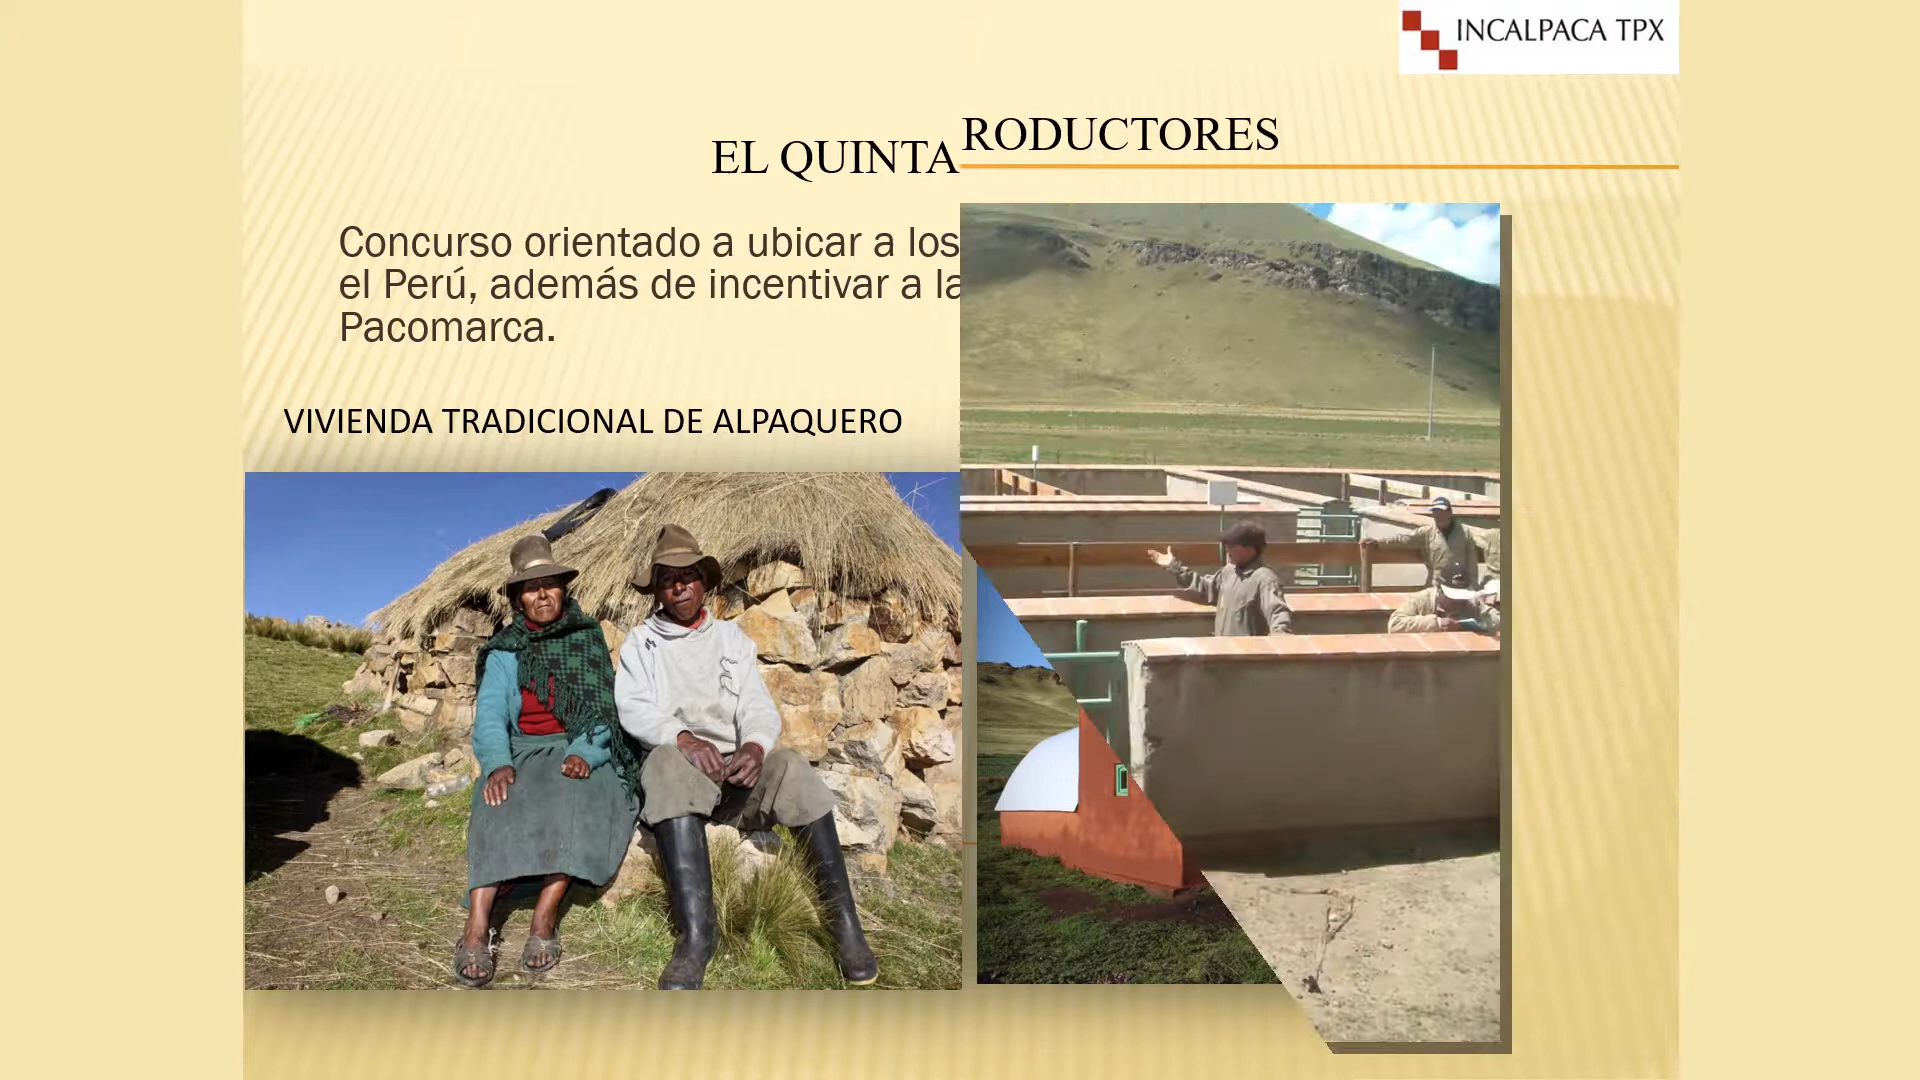 INCALPACA TPX
RODUCTORES
EL QUINTA
Concurso orientado a ubicar a los
el Perú, además de incentivar a la
Pacomarca.
VIVIENDA TRADICIONAL DE ALPAQUERO